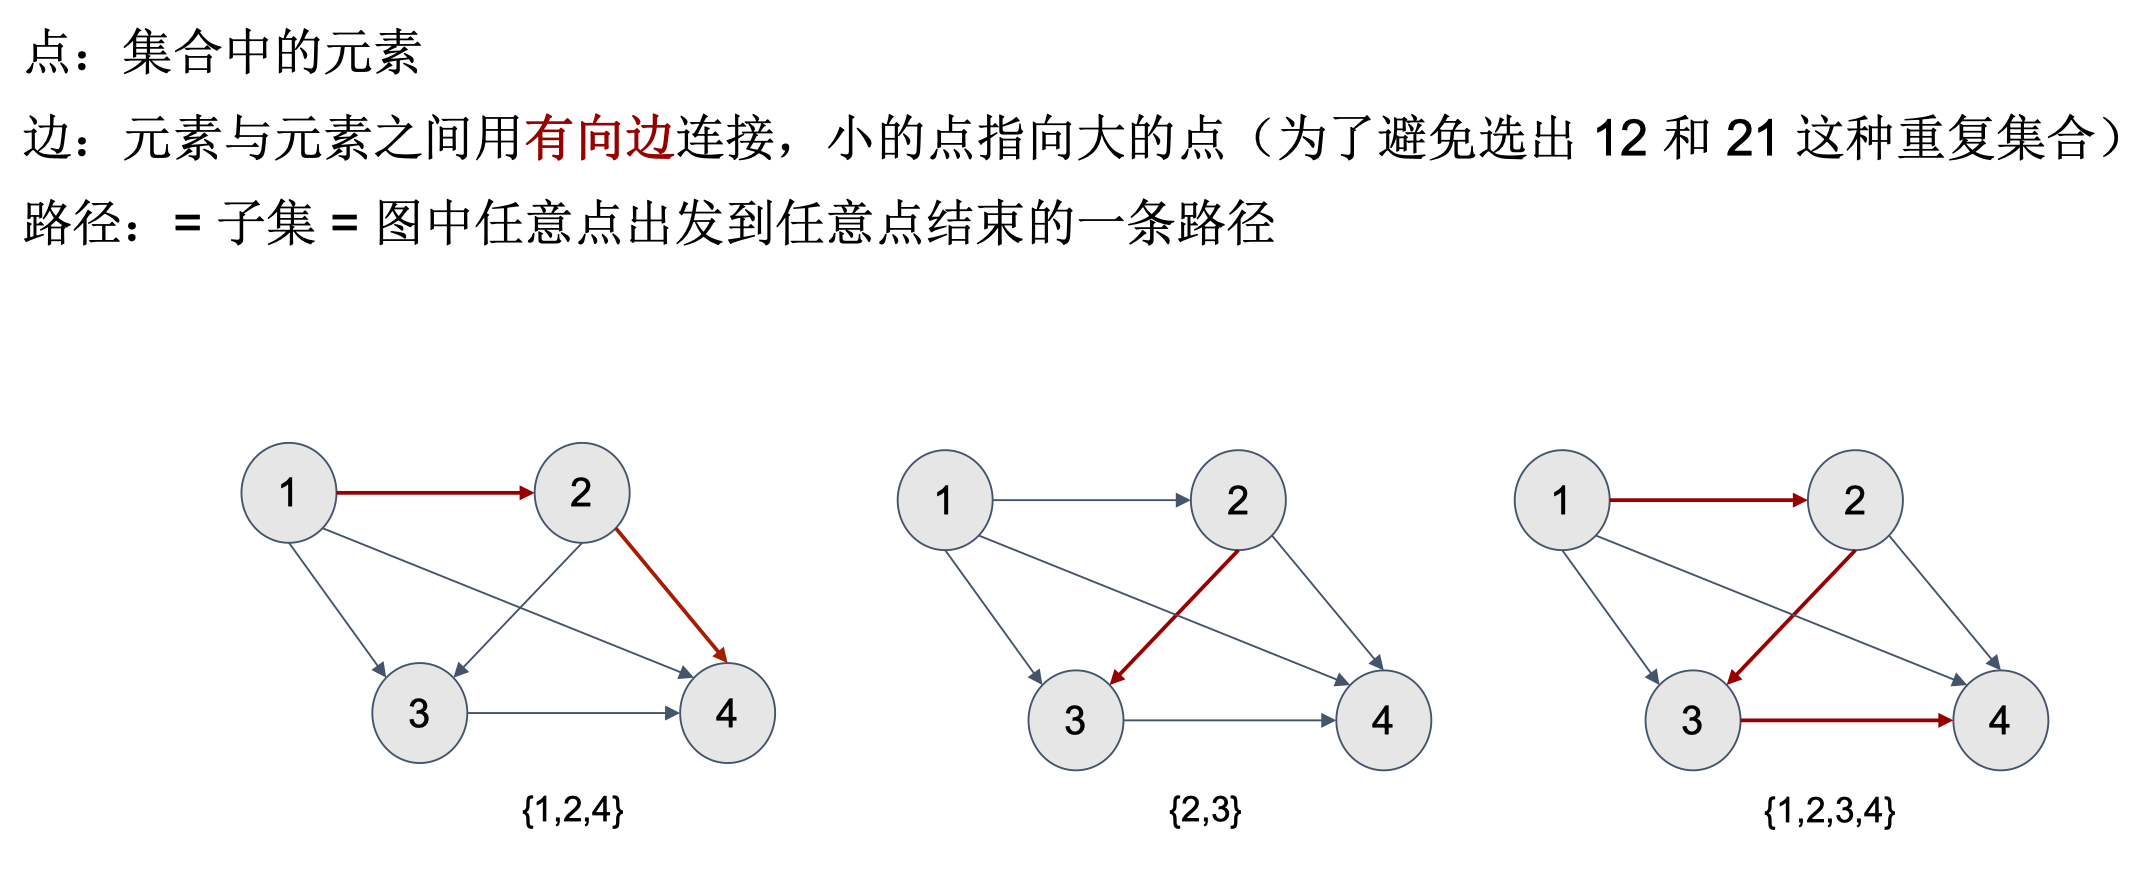 点：集合中的元素
边：元素与元素之间用有向边连接，小的点指向大的点（为了避免选出 12 和 21 这种重复集合）
路径：= 子集 = 图中任意点出发到任意点结束的一条路径
1 2 1 2 1 2
3 4 3 4 3 4
{1,2,4} {2,3} {1,2,3,4}